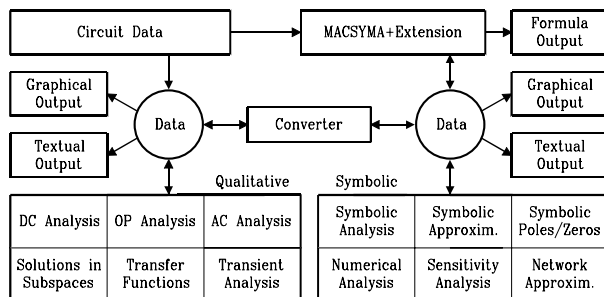 Circuit Data
MACSYMA+Extension
Formula
Output
Graphical
Output
Textual
Output
Data
Converter
Data
Graphical
Output
Textual
Output
Qualitative
DC Analysis
OP Analysis
AC Analysis
Solutions in
Subspaces
Transfer
Functions
Transient
Analysis
Symbolic
Symbolic
Analysis
Symbolic
Approxim.
Symbolic
Poles/Zeros
Numerical
Analysis
Sensitivity
Analysis
Network
Approxim.